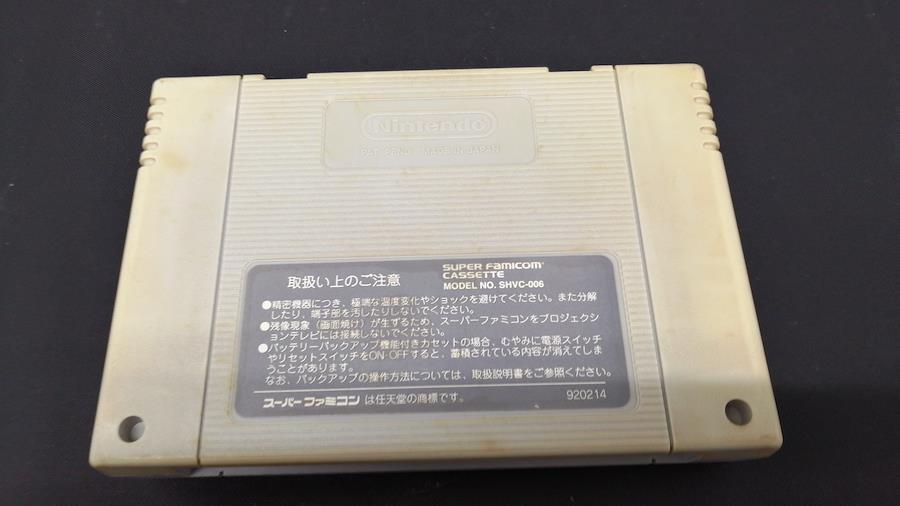 Nintendo
PAT. PEND. MADE IN JAPAN
取扱い上のご注意
SUPER FAMICOM
CASSETTE
MODEL NO. SHVC-006
●精密機器につき、極端な温度変化やショックを避けてください。また分解
したり、端子部を汚したりしないでください。
●残像現象（画面焼け）が生ずるため、スーパーファミコンをプロジェクシ
ョンテレビには接続しないでください。
●バッテリーバックアップ機能付きカセットの場合、むやみに電源スイッチ
やリセットスイッチをON-OFFすると、蓄積されている内容が消えてしま
うことがあります。
なお、バックアップの操作方法については、取扱説明書をご参照ください。
スーパーファミコン は任天堂の商標です。
920214